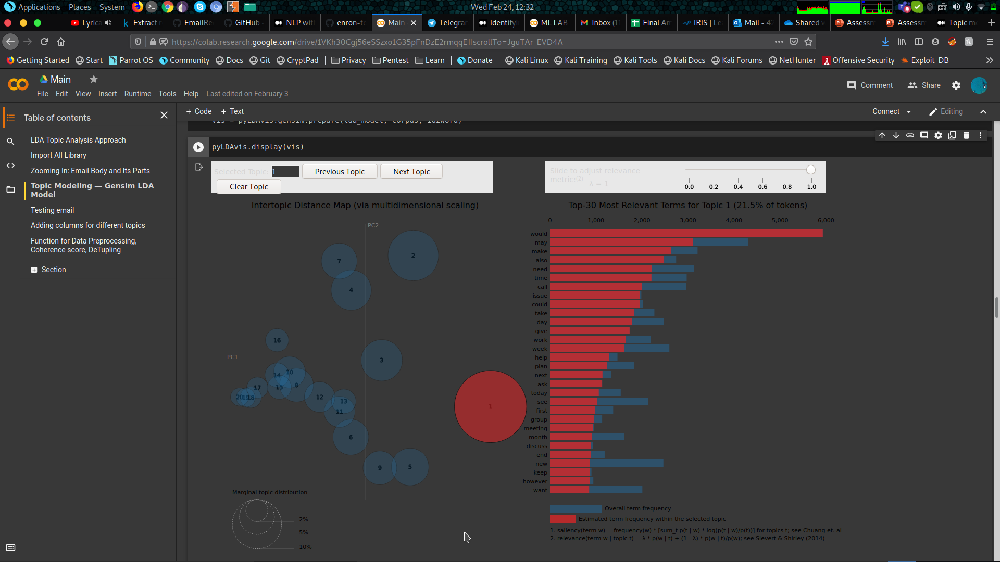 Applications Places System Wed Feb 24, 12:32
Lyrica Extract EmailRe GitHub NLP wit enron-to Main Telegran Identifyi ML LAB Inbox (1 Final An IRIS | Le Mail - 4 Shared Assessm Assessm Topic m
https://colab.research.google.com/drive/1VKh30Cgj56eSSzxo1G35pFnDzE2rmqqE#scrollTo=JguTAr-EVD4A
Getting Started Start Parrot OS Community Docs Git CryptPad Privacy Pentest Learn Donate Kali Linux Kali Training Kali Tools Kali Docs Kali Forums NetHunter Offensive Security Exploit-DB
Main
Comment Share
File Edit View Insert Runtime Tools Help Last edited on February 3
Table of contents
+ Code + Text
Connect Editing
LDA Topic Analysis Approach
Import All Library
Zooming In: Email Body and Its Parts
Topic Modeling — Gensim LDA
Model
Testing email
Adding columns for different topics
Function for Data Preprocessing,
Coherence score, DeTupling
Section
vis = pyLDAvis.gensim.prepare(lda_model, corpus, id2word)
pyLDAvis.display(vis)
Selected Topic: 1 Previous Topic Next Topic
Clear Topic
Slide to adjust relevance
metric:(2) λ = 1
0.0 0.2 0.4 0.6 0.8 1.0
Intertopic Distance Map (via multidimensional scaling)
PC2
PC1
7
2
4
16
3
14
10
17
15
8
20
19
18
12
13
11
1
6
9
5
Marginal topic distribution
2%
5%
10%
Top-30 Most Relevant Terms for Topic 1 (21.5% of tokens)
0 1,000 2,000 3,000 4,000 5,000 6,000
would
may
make
also
need
time
call
issue
could
take
day
give
work
week
help
plan
next
ask
today
see
first
group
meeting
month
discuss
end
new
keep
however
want
Overall term frequency
Estimated term frequency within the selected topic
1. saliency(term w) = frequency(w) * [sum_t p(t | w) * log(p(t | w)/p(t))] for topics t; see Chuang et. al
2. relevance(term w | topic t) = λ * p(w | t) + (1 - λ) * p(w | t)/p(w); see Sievert & Shirley (2014)